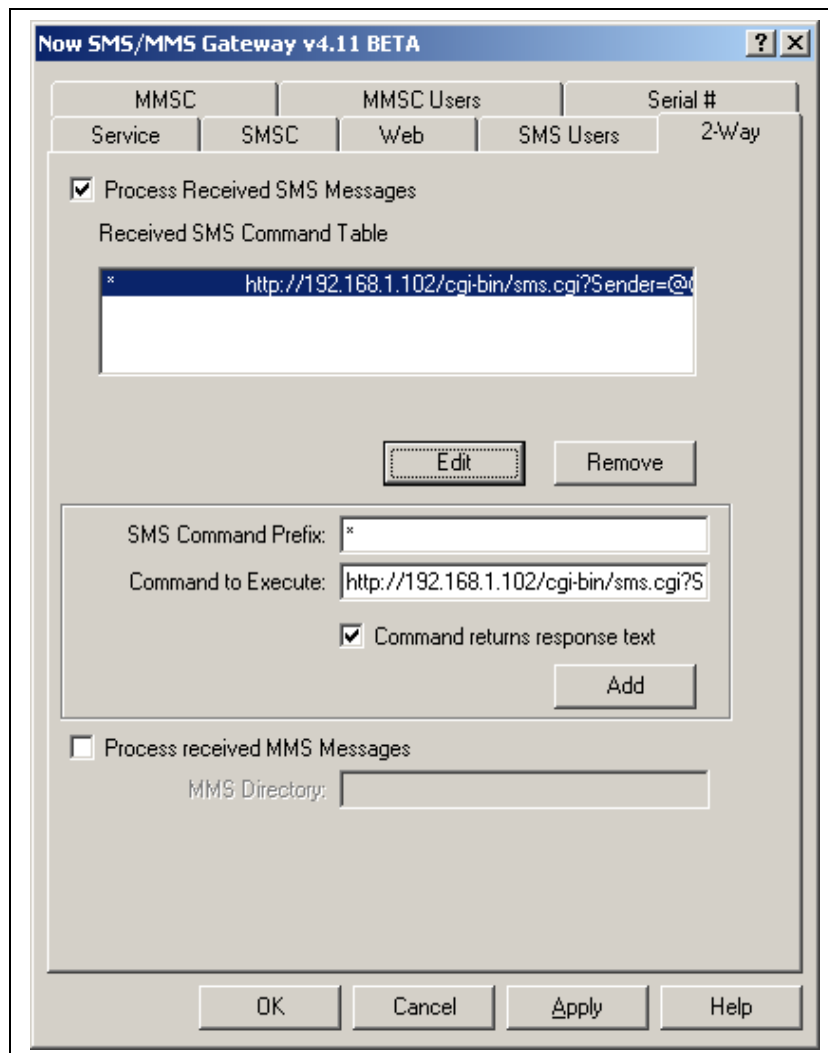 Now SMS/MMS Gateway v4.11 BETA
MMSC MMSC Users Serial #
Service SMSC Web SMS Users 2-Way
Process Received SMS Messages
Received SMS Command Table
* http://192.168.1.102/cgi-bin/sms.cgi?Sender=@
Edit Remove
SMS Command Prefix: *
Command to Execute: http://192.168.1.102/cgi-bin/sms.cgi?S
Command returns response text
Add
Process received MMS Messages
MMS Directory:
OK Cancel Apply Help